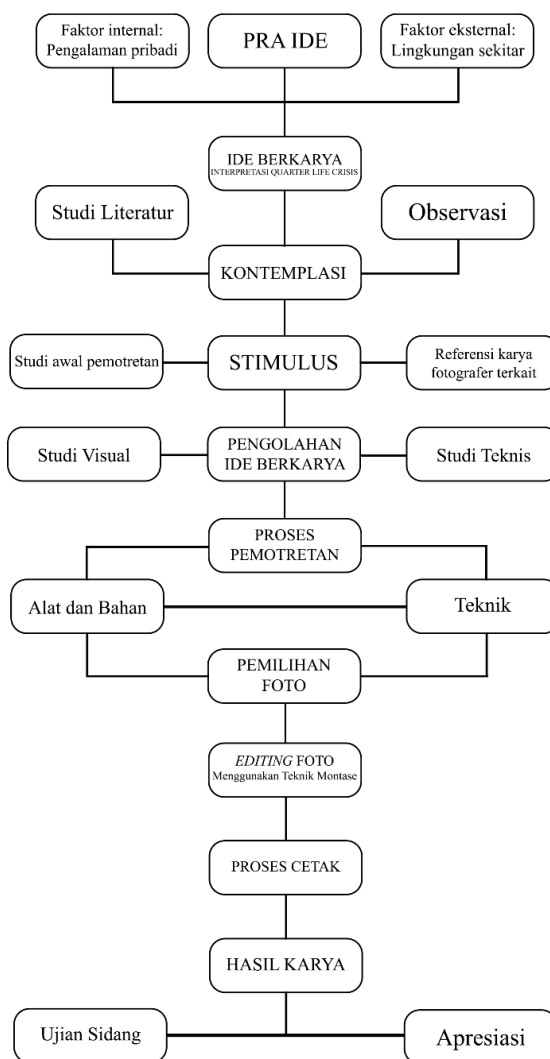 Faktor internal:
Pengalaman pribadi
PRA IDE
Faktor eksternal:
Lingkungan sekitar
IDE BERKARYA
INTERPRETASI QUARTER LIFE CRISIS
Studi Literatur
Observasi
KONTEMPLASI
Studi awal pemotretan
STIMULUS
Referensi karya
fotografer terkait
Studi Visual
PENGOLAHAN
IDE BERKARYA
Studi Teknis
PROSES
PEMOTRETAN
Alat dan Bahan
Teknik
PEMILIHAN
FOTO
EDITING FOTO
Menggunakan Teknik Montase
PROSES CETAK
HASIL KARYA
Ujian Sidang
Apresiasi